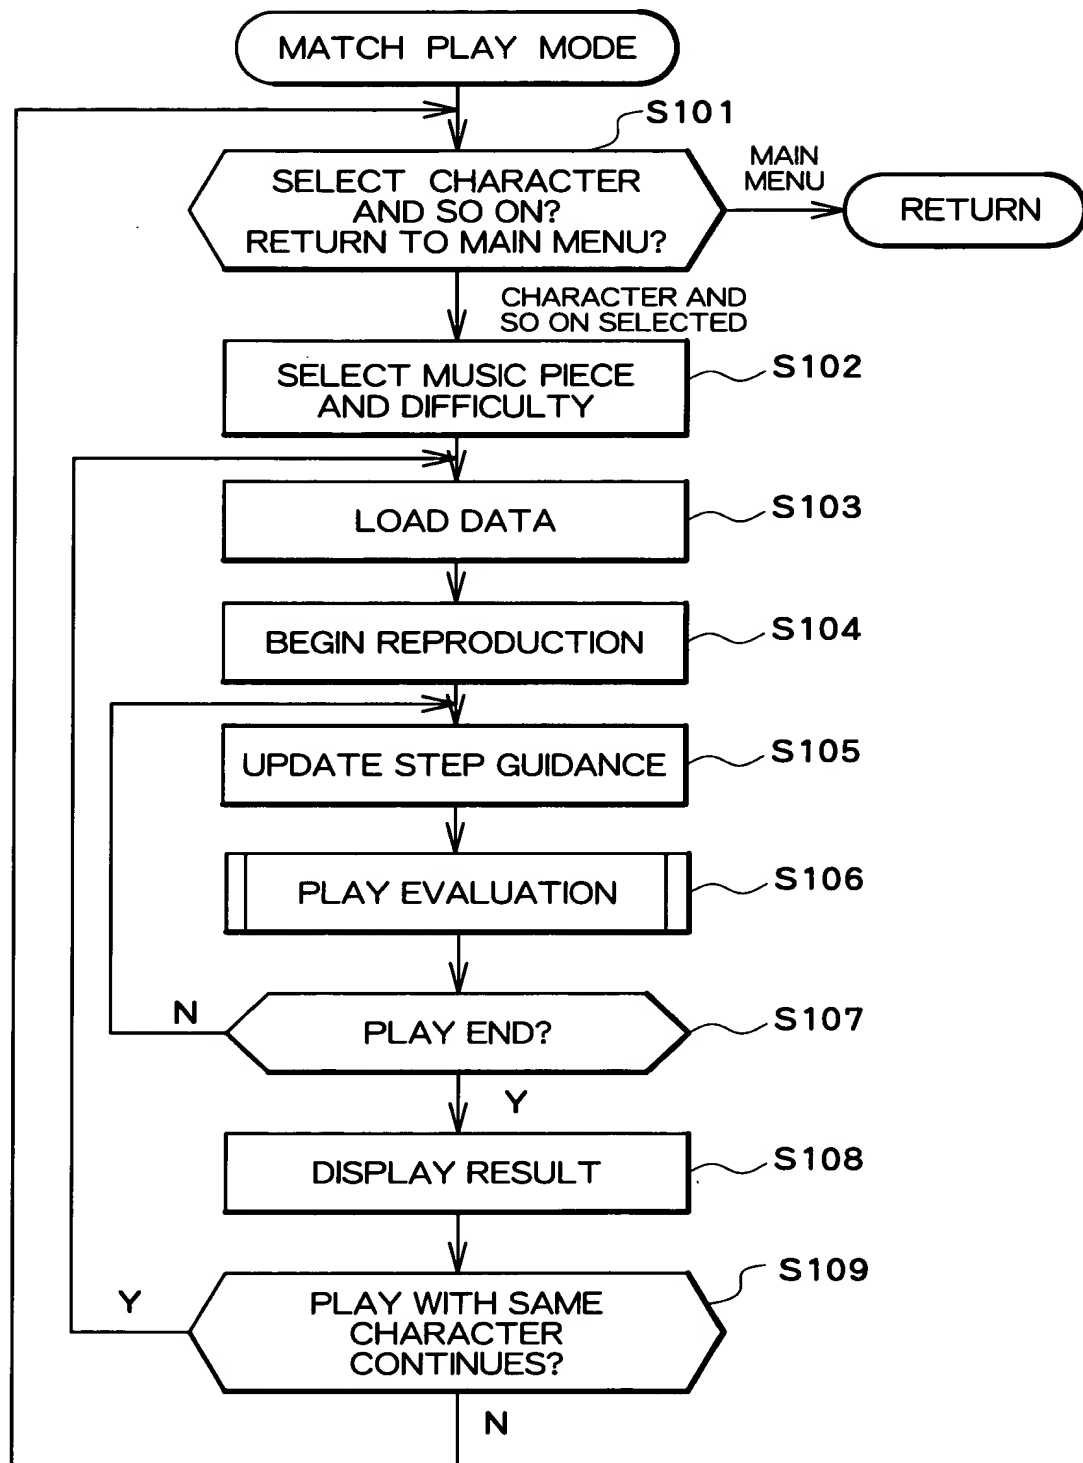 MATCH PLAY MODE
S101
SELECT CHARACTER
AND SO ON?
RETURN TO MAIN MENU?
MAIN
MENU
RETURN
CHARACTER AND
SO ON SELECTED
S102
SELECT MUSIC PIECE
AND DIFFICULTY
LOAD DATA
S103
BEGIN REPRODUCTION
S104
UPDATE STEP GUIDANCE
S105
PLAY EVALUATION
S106
N
PLAY END?
S107
Y
DISPLAY RESULT
S108
S109
Y
PLAY WITH SAME
CHARACTER
CONTINUES?
N